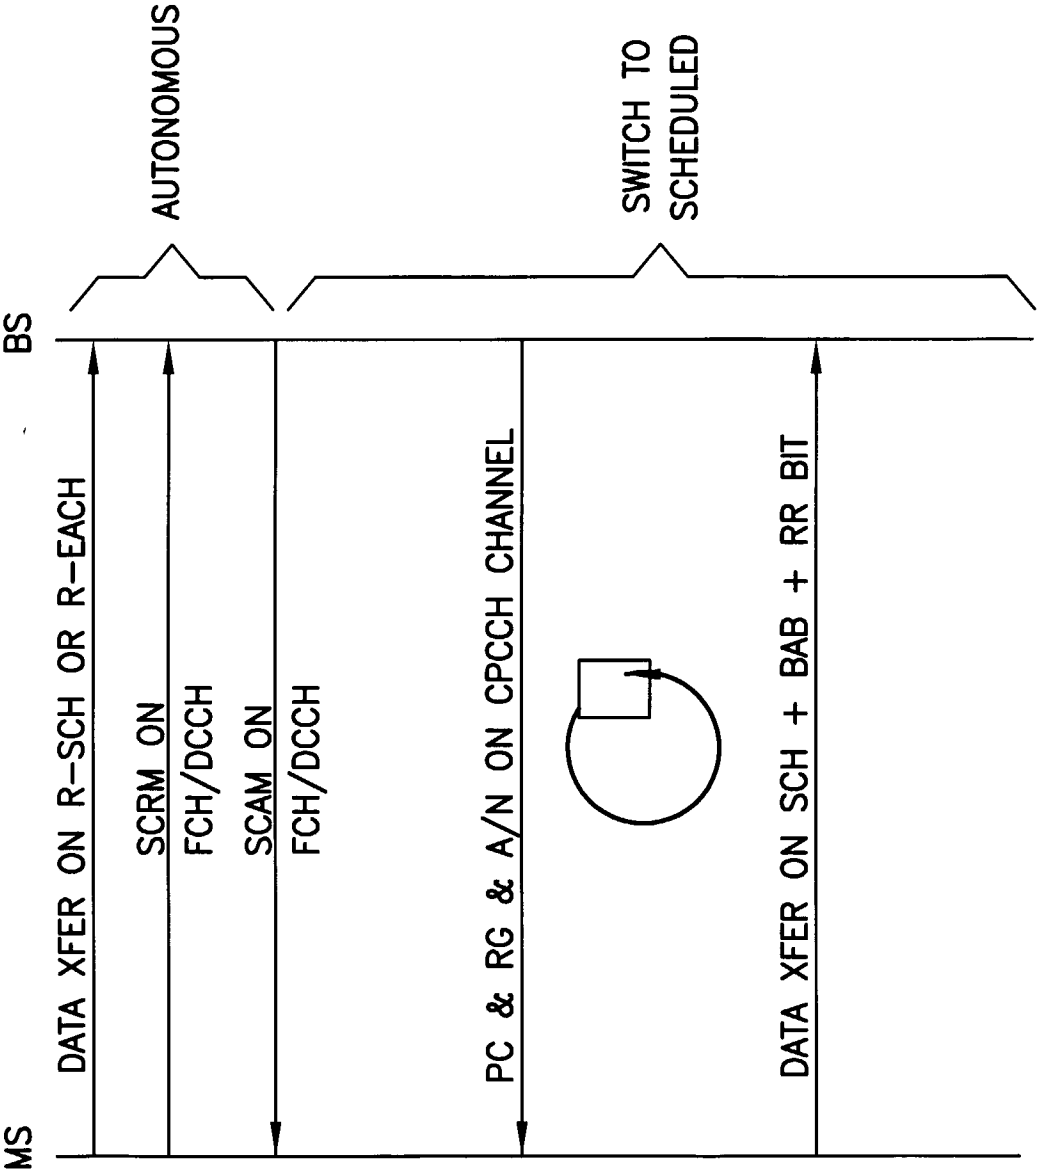 MS
BS
DATA XFER ON R-SCH OR R-EACH
SCRM ON
FCH/DCCH
SCAM ON
FCH/DCCH
AUTONOMOUS
PC & RG & A/N ON CPCCH CHANNEL
DATA XFER ON SCH + BAB + RR BIT
SWITCH TO
SCHEDULED